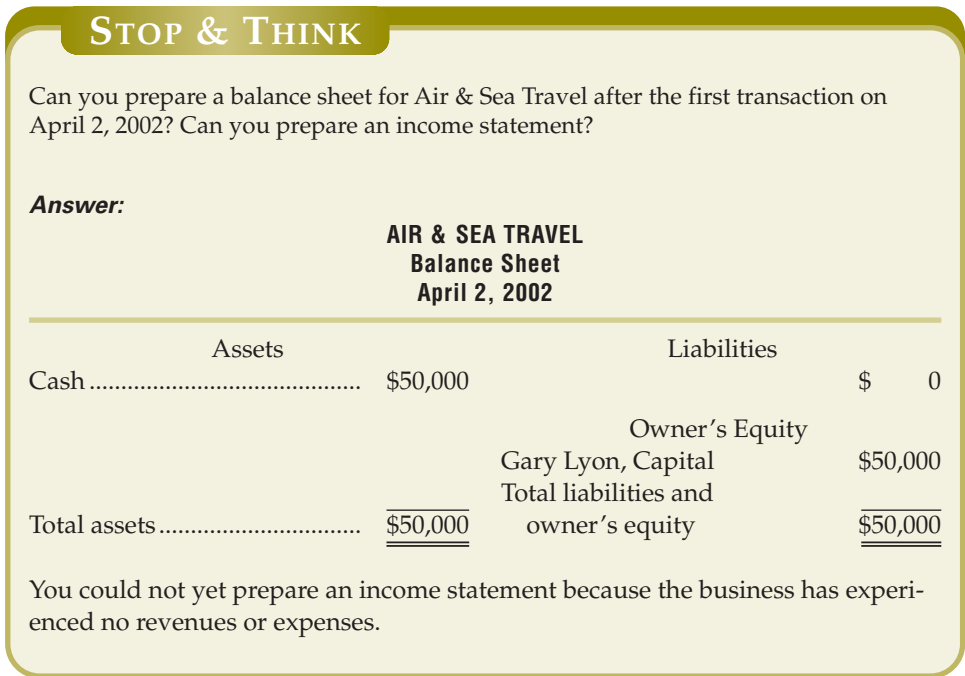 STOP & THINK
Can you prepare a balance sheet for Air & Sea Travel after the first transaction on
April 2, 2002? Can you prepare an income statement?
Answer:
AIR & SEA TRAVEL
Balance Sheet
April 2, 2002
Assets Liabilities
Cash ............................................ $50,000 $ 0
Owner's Equity
Gary Lyon, Capital $50,000
Total liabilities and
Total assets ................................. $50,000 owner's equity $50,000
You could not yet prepare an income statement because the business has experi-
enced no revenues or expenses.